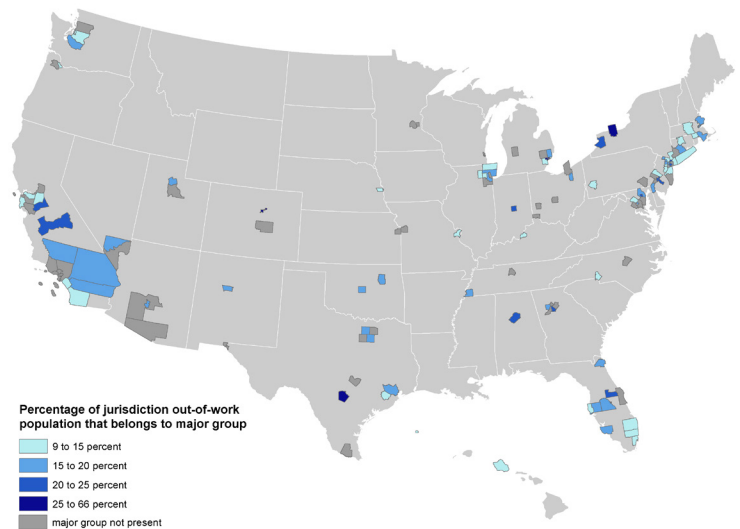 Percentage of jurisdiction out-of-work
population that belongs to major group
9 to 15 percent
15 to 20 percent
20 to 25 percent
25 to 66 percent
major group not present